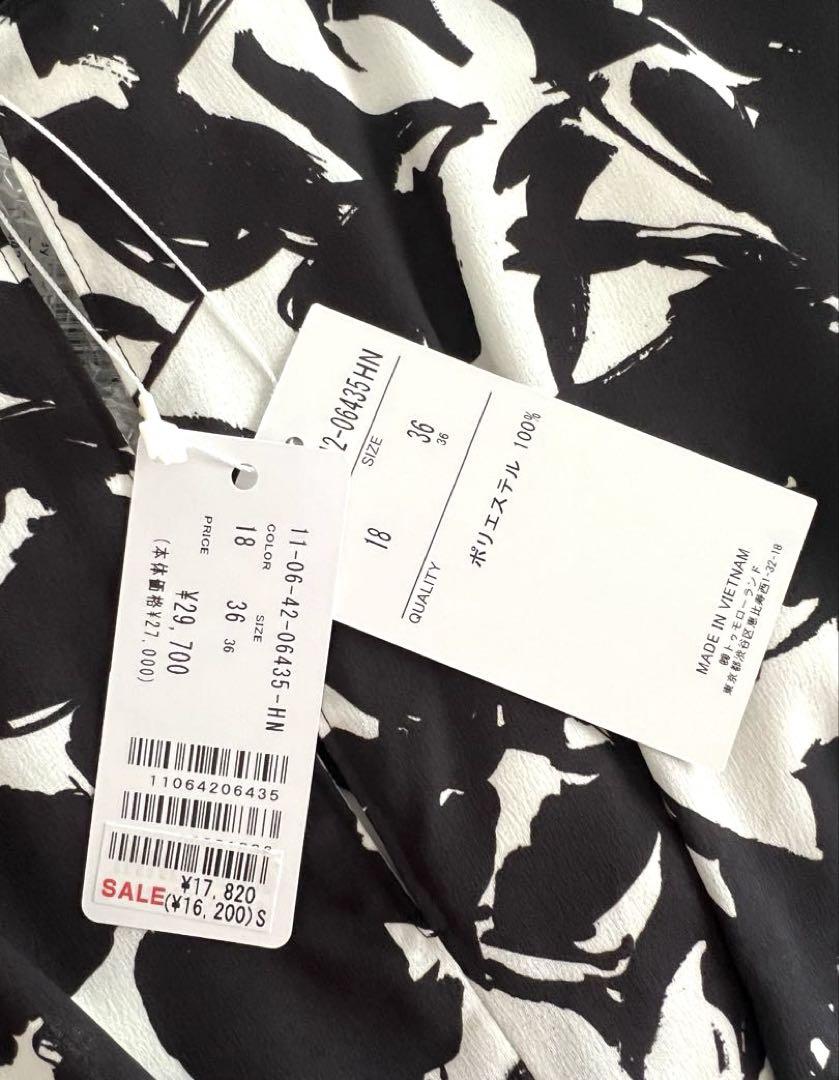 11-06-42-06435-HN
COLOR SIZE
18 36 36
PRICE
¥29,700
(本体価格¥27,000)
11064206435
SALE ¥17,820
(¥16,200)S
2-06435HN
SIZE
18 36
36
QUALITY
ポリエステル 100%
MADE IN VIETNAM
㈱トゥモローランド
東京都渋谷区恵比寿西1-32-18